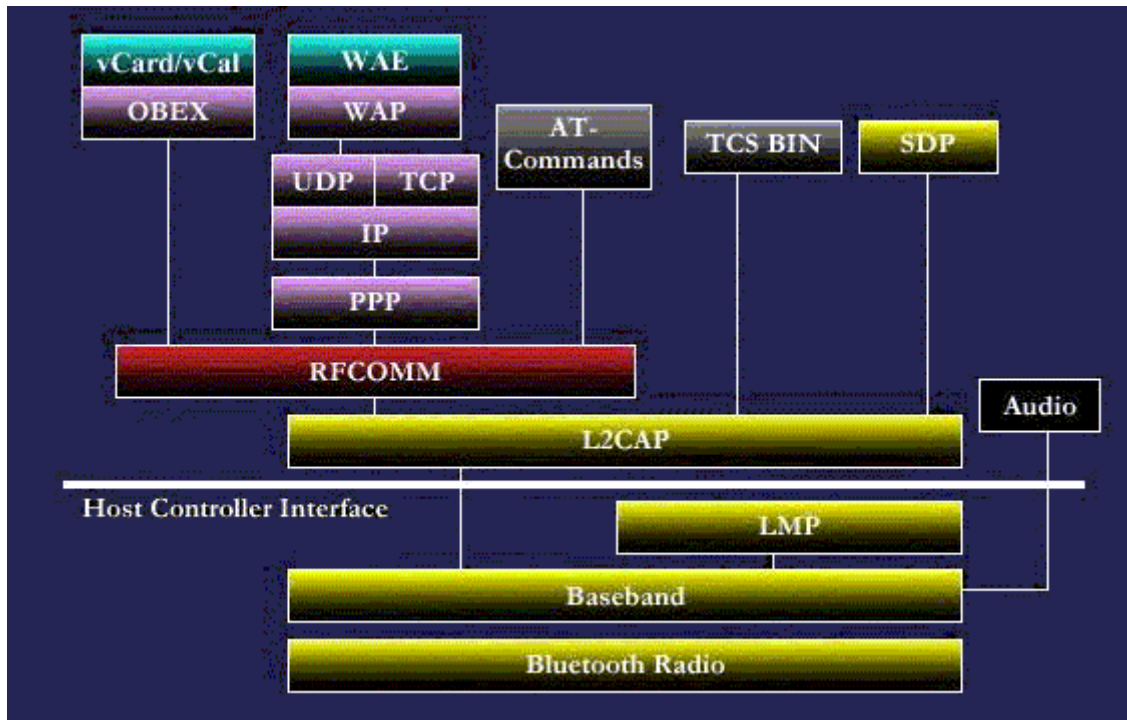 vCard/vCal
OBEX
WAE
WAP
UDP
TCP
IP
PPP
AT-
Commands
TCS BIN
SDP
RFCOMM
L2CAP
Audio
Host Controller Interface
LMP
Baseband
Bluetooth Radio